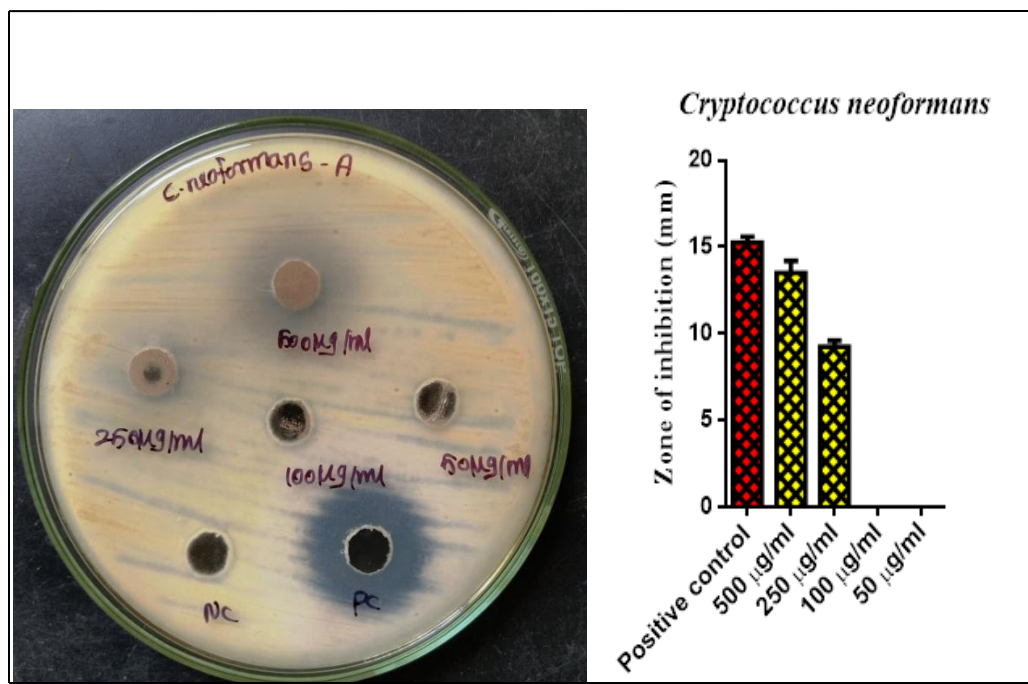 C.neoformans - A
500µg/ml
250µg/ml
100µg/ml
50µg/ml
NC
PC
Cryptococcus neoformans
Zone of inhibition (mm)
20
15
10
5
0
Positive control
500 µg/ml
250 µg/ml
100 µg/ml
50 µg/ml